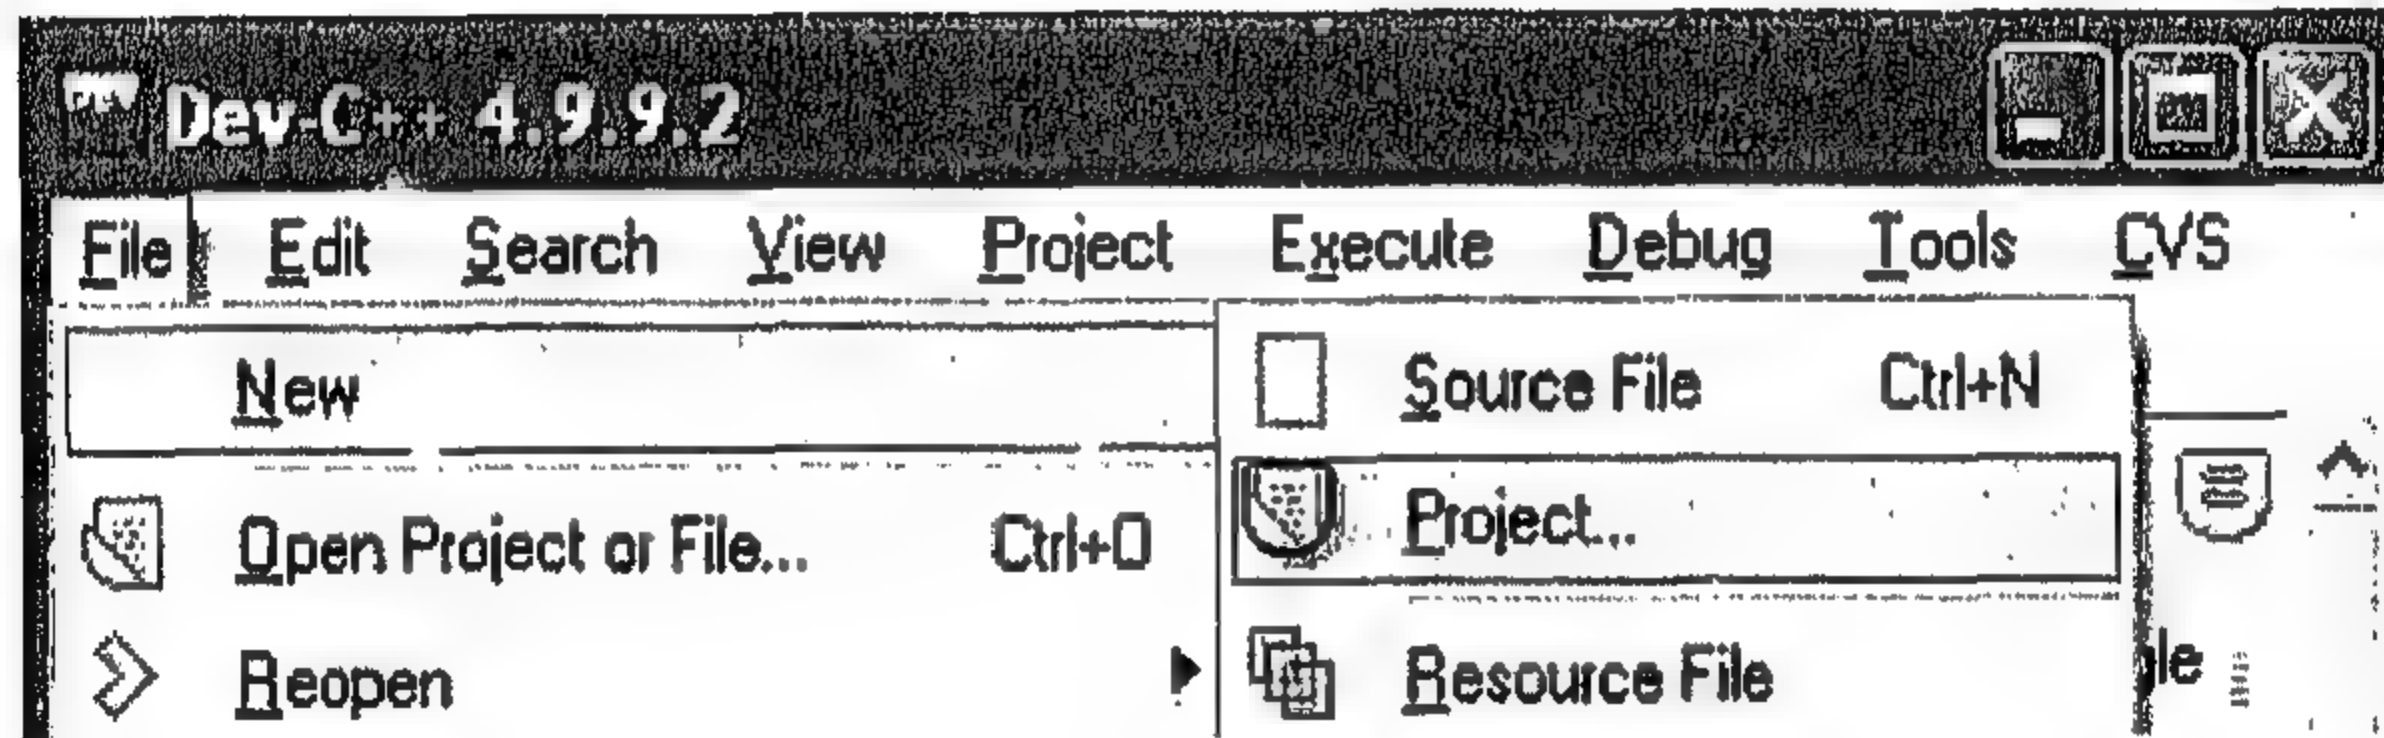 Dev-C++ 4.9.9.2
File Edit Search View Project Execute Debug Tools CVS
New
Source File Ctrl+N
Open Project or File... Ctrl+O
Project...
Reopen
Resource File